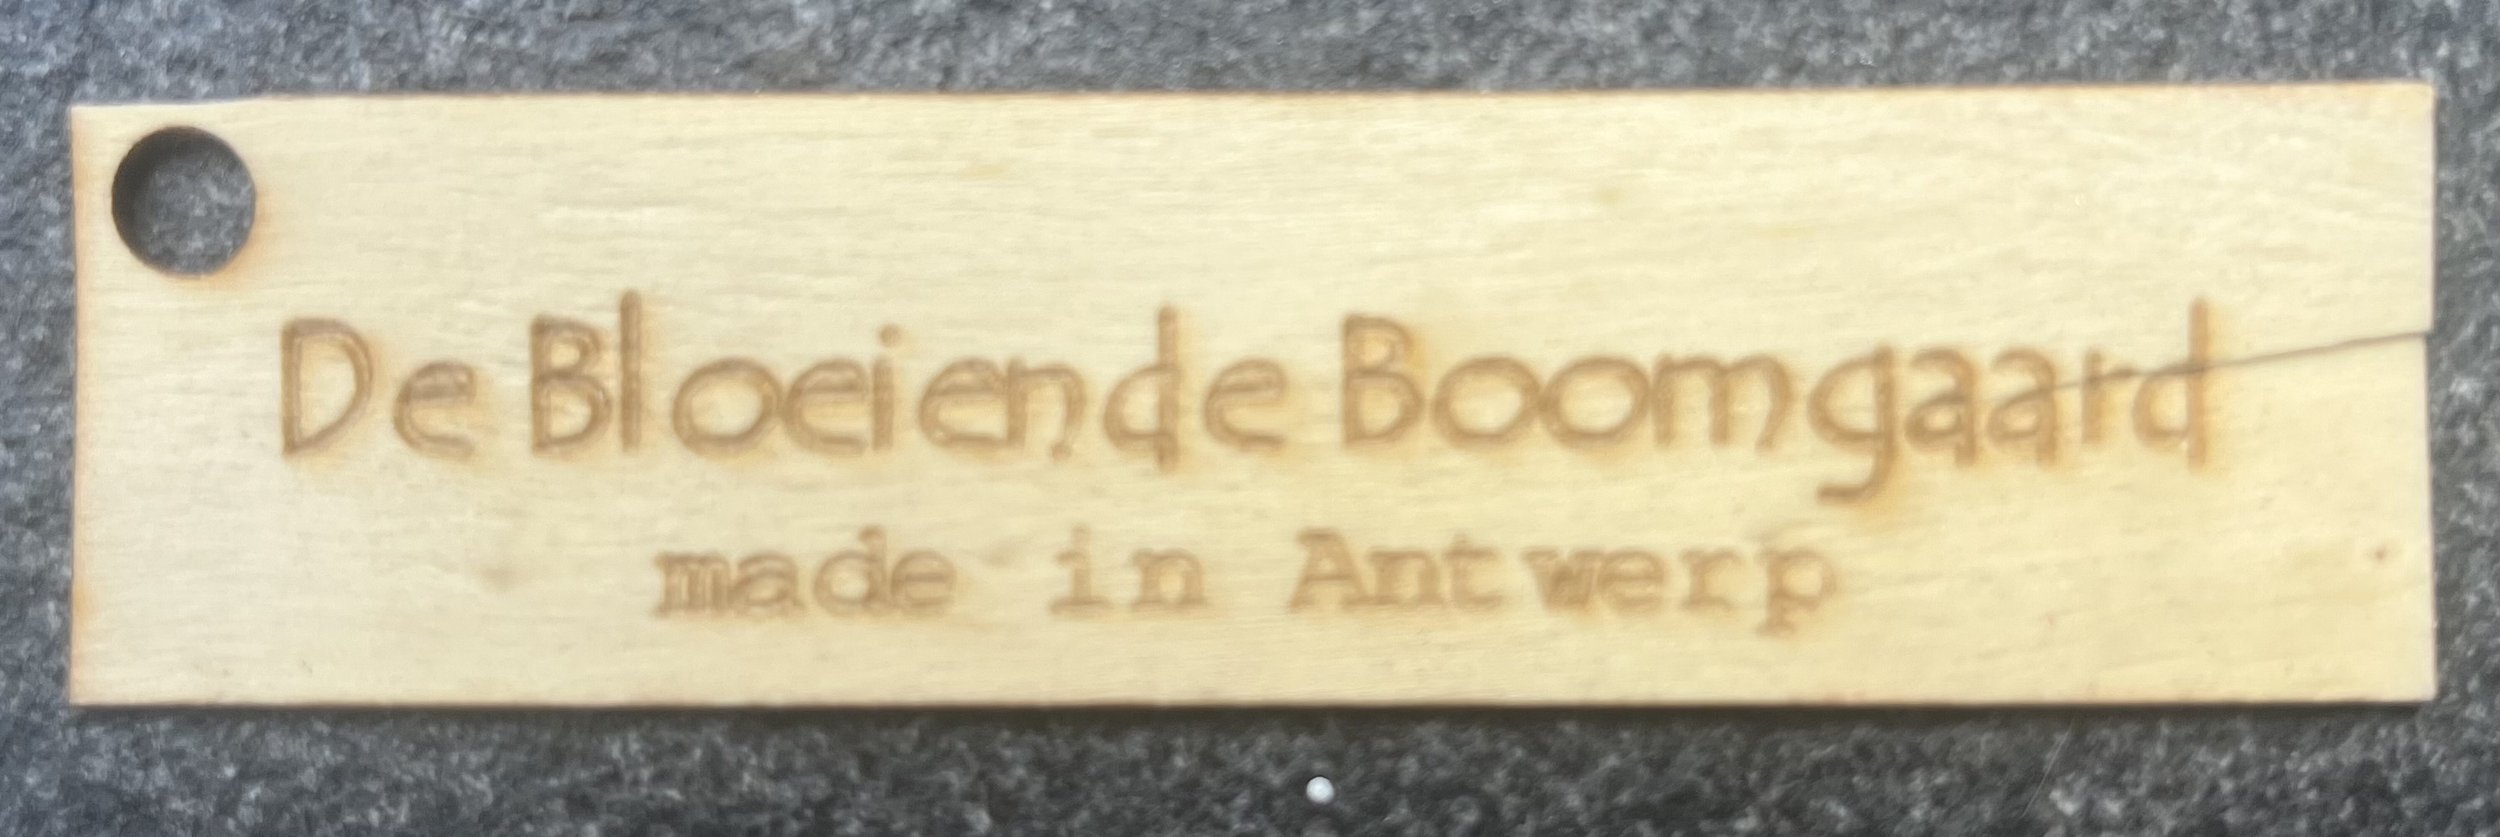 De Bloeiende Boomgaard
made in Antwerp